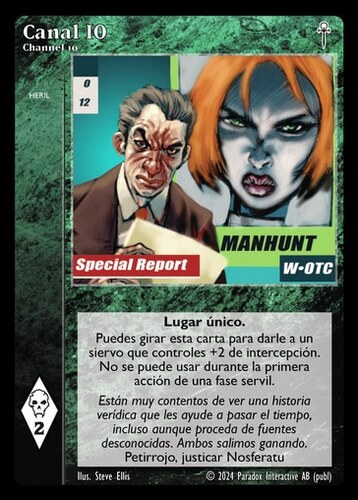 Canal 10
Channel 10
HERIL
0
12
MANHUNT
Special Report
W-OTC
Lugar único.
Puedes girar esta carta para darle a un
siervo que controles +2 de intercepción.
No se puede usar durante la primera
acción de una fase servil.
Están muy contentos de ver una historia
verídica que les ayude a pasar el tiempo,
incluso aunque proceda de fuentes
desconocidas. Ambos salimos ganando.
Petirrojo, justicar Nosferatu
2
Ilus. Steve Ellis
© 2024 Paradox Interactive AB (publ)